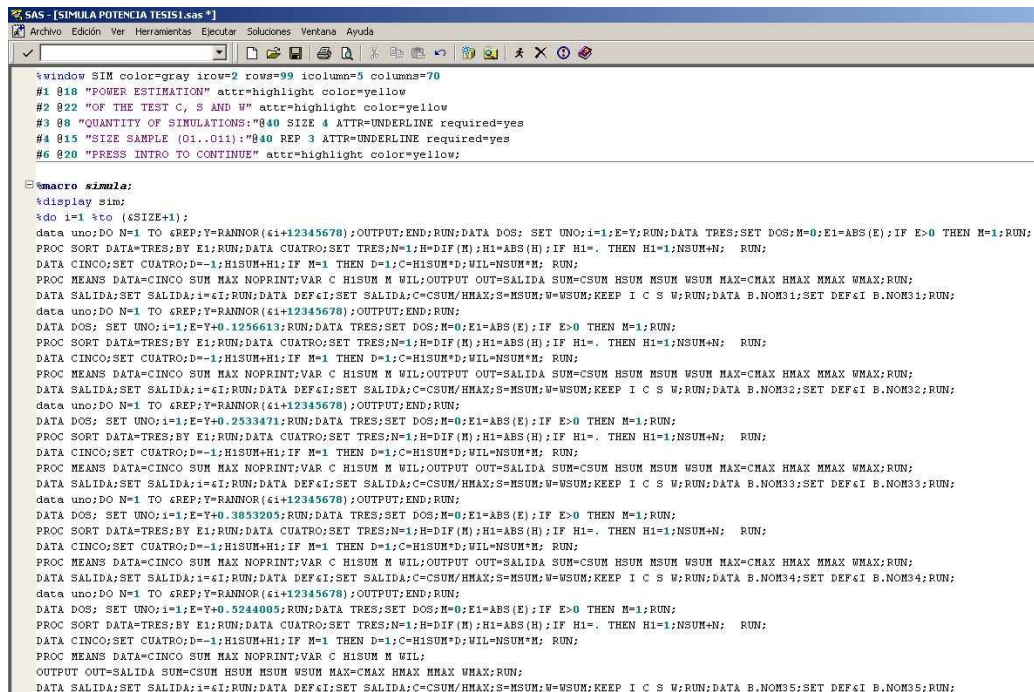 SAS - [SIMULA POTENCIA TESIS1.sas *]
Archivo Edición Ver Herramientas Ejecutar Soluciones Ventana Ayuda
%window SIM color=gray irow=2 rows=99 icolumn=5 columns=70
#1 @18 "POWER ESTIMATION" attr=highlight color=yellow
#2 @22 "OF THE TEST C, S AND W" attr=highlight color=yellow
#3 @8 "QUANTITY OF SIMULATIONS:"@40 SIZE 4 ATTR=UNDERLINE required=yes
#4 @15 "SIZE SAMPLE (O1..O11):"@40 REP 3 ATTR=UNDERLINE required=yes
#6 @20 "PRESS INTRO TO CONTINUE" attr=highlight color=yellow;
%macro simula;
%display sim;
%do i=1 %to (&SIZE+1);
data uno;DO N=1 TO &REP;Y=RANNOR(&i+12345678);OUTPUT;END;RUN;DATA DOS; SET UNO;i=1;E=Y;RUN;DATA TRES;SET DOS;M=0;E1=ABS(E);IF E>0 THEN M=1;RUN;
PROC SORT DATA=TRES;BY E1;RUN;DATA CUATRO;SET TRES;N=1;H=DIF(M);H1=ABS(H);IF H1=. THEN H1=1;NSUM+N; RUN;
DATA CINCO;SET CUATRO;D=-1;H1SUM+H1;IF M=1 THEN D=1;C=H1SUM*D;WIL=NSUM*M; RUN;
PROC MEANS DATA=CINCO SUM MAX NOPRINT;VAR C H1SUM M WIL;OUTPUT OUT=SALIDA SUM=CSUM HSUM MSUM WSUM MAX=CMAX HMAX MMAX WMAX;RUN;
DATA SALIDA;SET SALIDA;i=&I;RUN;DATA DEF&I;SET SALIDA;C=CSUM/HMAX;S=MSUM;W=WSUM;KEEP I C S W;RUN;DATA B.NOM31;SET DEF&I B.NOM31;RUN;
data uno;DO N=1 TO &REP;Y=RANNOR(&i+12345678);OUTPUT;END;RUN;
DATA DOS; SET UNO;i=1;E=Y+0.1256613;RUN;DATA TRES;SET DOS;M=0;E1=ABS(E);IF E>0 THEN M=1;RUN;
PROC SORT DATA=TRES;BY E1;RUN;DATA CUATRO;SET TRES;N=1;H=DIF(M);H1=ABS(H);IF H1=. THEN H1=1;NSUM+N; RUN;
DATA CINCO;SET CUATRO;D=-1;H1SUM+H1;IF M=1 THEN D=1;C=H1SUM*D;WIL=NSUM*M; RUN;
PROC MEANS DATA=CINCO SUM MAX NOPRINT;VAR C H1SUM M WIL;OUTPUT OUT=SALIDA SUM=CSUM HSUM MSUM WSUM MAX=CMAX HMAX MMAX WMAX;RUN;
DATA SALIDA;SET SALIDA;i=&I;RUN;DATA DEF&I;SET SALIDA;C=CSUM/HMAX;S=MSUM;W=WSUM;KEEP I C S W;RUN;DATA B.NOM32;SET DEF&I B.NOM32;RUN;
data uno;DO N=1 TO &REP;Y=RANNOR(&i+12345678);OUTPUT;END;RUN;
DATA DOS; SET UNO;i=1;E=Y+0.2533471;RUN;DATA TRES;SET DOS;M=0;E1=ABS(E);IF E>0 THEN M=1;RUN;
PROC SORT DATA=TRES;BY E1;RUN;DATA CUATRO;SET TRES;N=1;H=DIF(M);H1=ABS(H);IF H1=. THEN H1=1;NSUM+N; RUN;
DATA CINCO;SET CUATRO;D=-1;H1SUM+H1;IF M=1 THEN D=1;C=H1SUM*D;WIL=NSUM*M; RUN;
PROC MEANS DATA=CINCO SUM MAX NOPRINT;VAR C H1SUM M WIL;OUTPUT OUT=SALIDA SUM=CSUM HSUM MSUM WSUM MAX=CMAX HMAX MMAX WMAX;RUN;
DATA SALIDA;SET SALIDA;i=&I;RUN;DATA DEF&I;SET SALIDA;C=CSUM/HMAX;S=MSUM;W=WSUM;KEEP I C S W;RUN;DATA B.NOM33;SET DEF&I B.NOM33;RUN;
data uno;DO N=1 TO &REP;Y=RANNOR(&i+12345678);OUTPUT;END;RUN;
DATA DOS; SET UNO;i=1;E=Y+0.3853205;RUN;DATA TRES;SET DOS;M=0;E1=ABS(E);IF E>0 THEN M=1;RUN;
PROC SORT DATA=TRES;BY E1;RUN;DATA CUATRO;SET TRES;N=1;H=DIF(M);H1=ABS(H);IF H1=. THEN H1=1;NSUM+N; RUN;
DATA CINCO;SET CUATRO;D=-1;H1SUM+H1;IF M=1 THEN D=1;C=H1SUM*D;WIL=NSUM*M; RUN;
PROC MEANS DATA=CINCO SUM MAX NOPRINT;VAR C H1SUM M WIL;OUTPUT OUT=SALIDA SUM=CSUM HSUM MSUM WSUM MAX=CMAX HMAX MMAX WMAX;RUN;
DATA SALIDA;SET SALIDA;i=&I;RUN;DATA DEF&I;SET SALIDA;C=CSUM/HMAX;S=MSUM;W=WSUM;KEEP I C S W;RUN;DATA B.NOM34;SET DEF&I B.NOM34;RUN;
data uno;DO N=1 TO &REP;Y=RANNOR(&i+12345678);OUTPUT;END;RUN;
DATA DOS; SET UNO;i=1;E=Y+0.5244005;RUN;DATA TRES;SET DOS;M=0;E1=ABS(E);IF E>0 THEN M=1;RUN;
PROC SORT DATA=TRES;BY E1;RUN;DATA CUATRO;SET TRES;N=1;H=DIF(M);H1=ABS(H);IF H1=. THEN H1=1;NSUM+N; RUN;
DATA CINCO;SET CUATRO;D=-1;H1SUM+H1;IF M=1 THEN D=1;C=H1SUM*D;WIL=NSUM*M; RUN;
PROC MEANS DATA=CINCO SUM MAX NOPRINT;VAR C H1SUM M WIL;
OUTPUT OUT=SALIDA SUM=CSUM HSUM MSUM WSUM MAX=CMAX HMAX MMAX WMAX;RUN;
DATA SALIDA;SET SALIDA;i=&I;RUN;DATA DEF&I;SET SALIDA;C=CSUM/HMAX;S=MSUM;W=WSUM;KEEP I C S W;RUN;DATA B.NOM35;SET DEF&I B.NOM35;RUN;